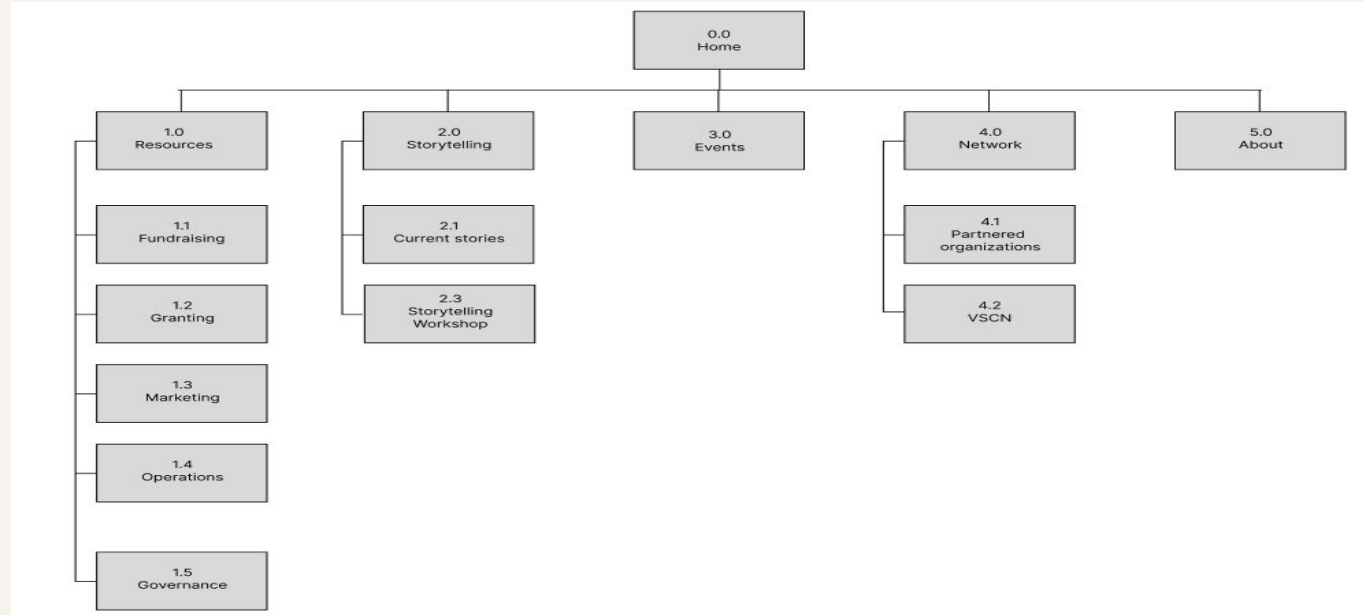 0.0
Home
1.0
Resources
2.0
Storytelling
3.0
Events
4.0
Network
5.0
About
1.1
Fundraising
2.1
Current stories
4.1
Partnered
organizations
1.2
Granting
2.3
Storytelling
Workshop
4.2
VSCN
1.3
Marketing
1.4
Operations
1.5
Governance